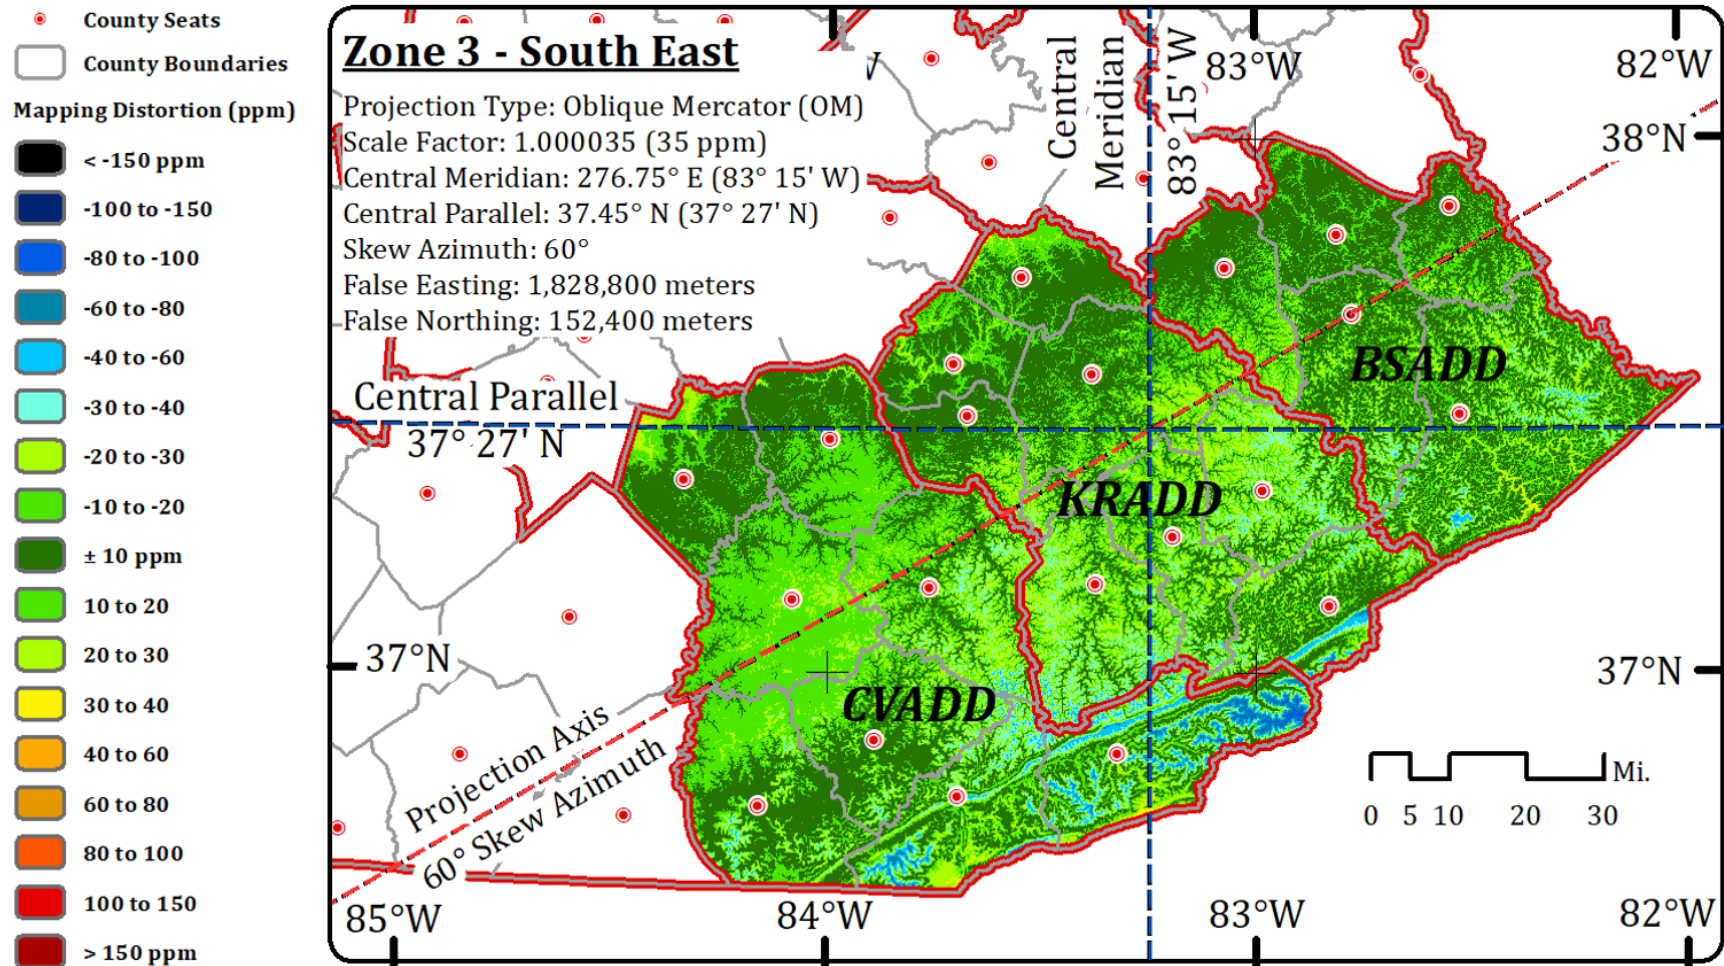 County Seats
County Boundaries
Mapping Distortion (ppm)
< -150 ppm
-100 to -150
-80 to -100
-60 to -80
-40 to -60
-30 to -40
-20 to -30
-10 to -20
± 10 ppm
10 to 20
20 to 30
30 to 40
40 to 60
60 to 80
80 to 100
100 to 150
> 150 ppm
Zone 3 - South East
Projection Type: Oblique Mercator (OM)
Scale Factor: 1.000035 (35 ppm)
Central Meridian: 276.75° E (83° 15' W)
Central Parallel: 37.45° N (37° 27' N)
Skew Azimuth: 60°
False Easting: 1,828,800 meters
False Northing: 152,400 meters
Central
Meridian
83° 15' W
83°W
82°W
38°N
Central Parallel
37° 27' N
BSADD
KRADD
CVADD
37°N
37°N
Projection Axis
60° Skew Azimuth
Mi.
0 5 10 20 30
85°W
84°W
83°W
82°W